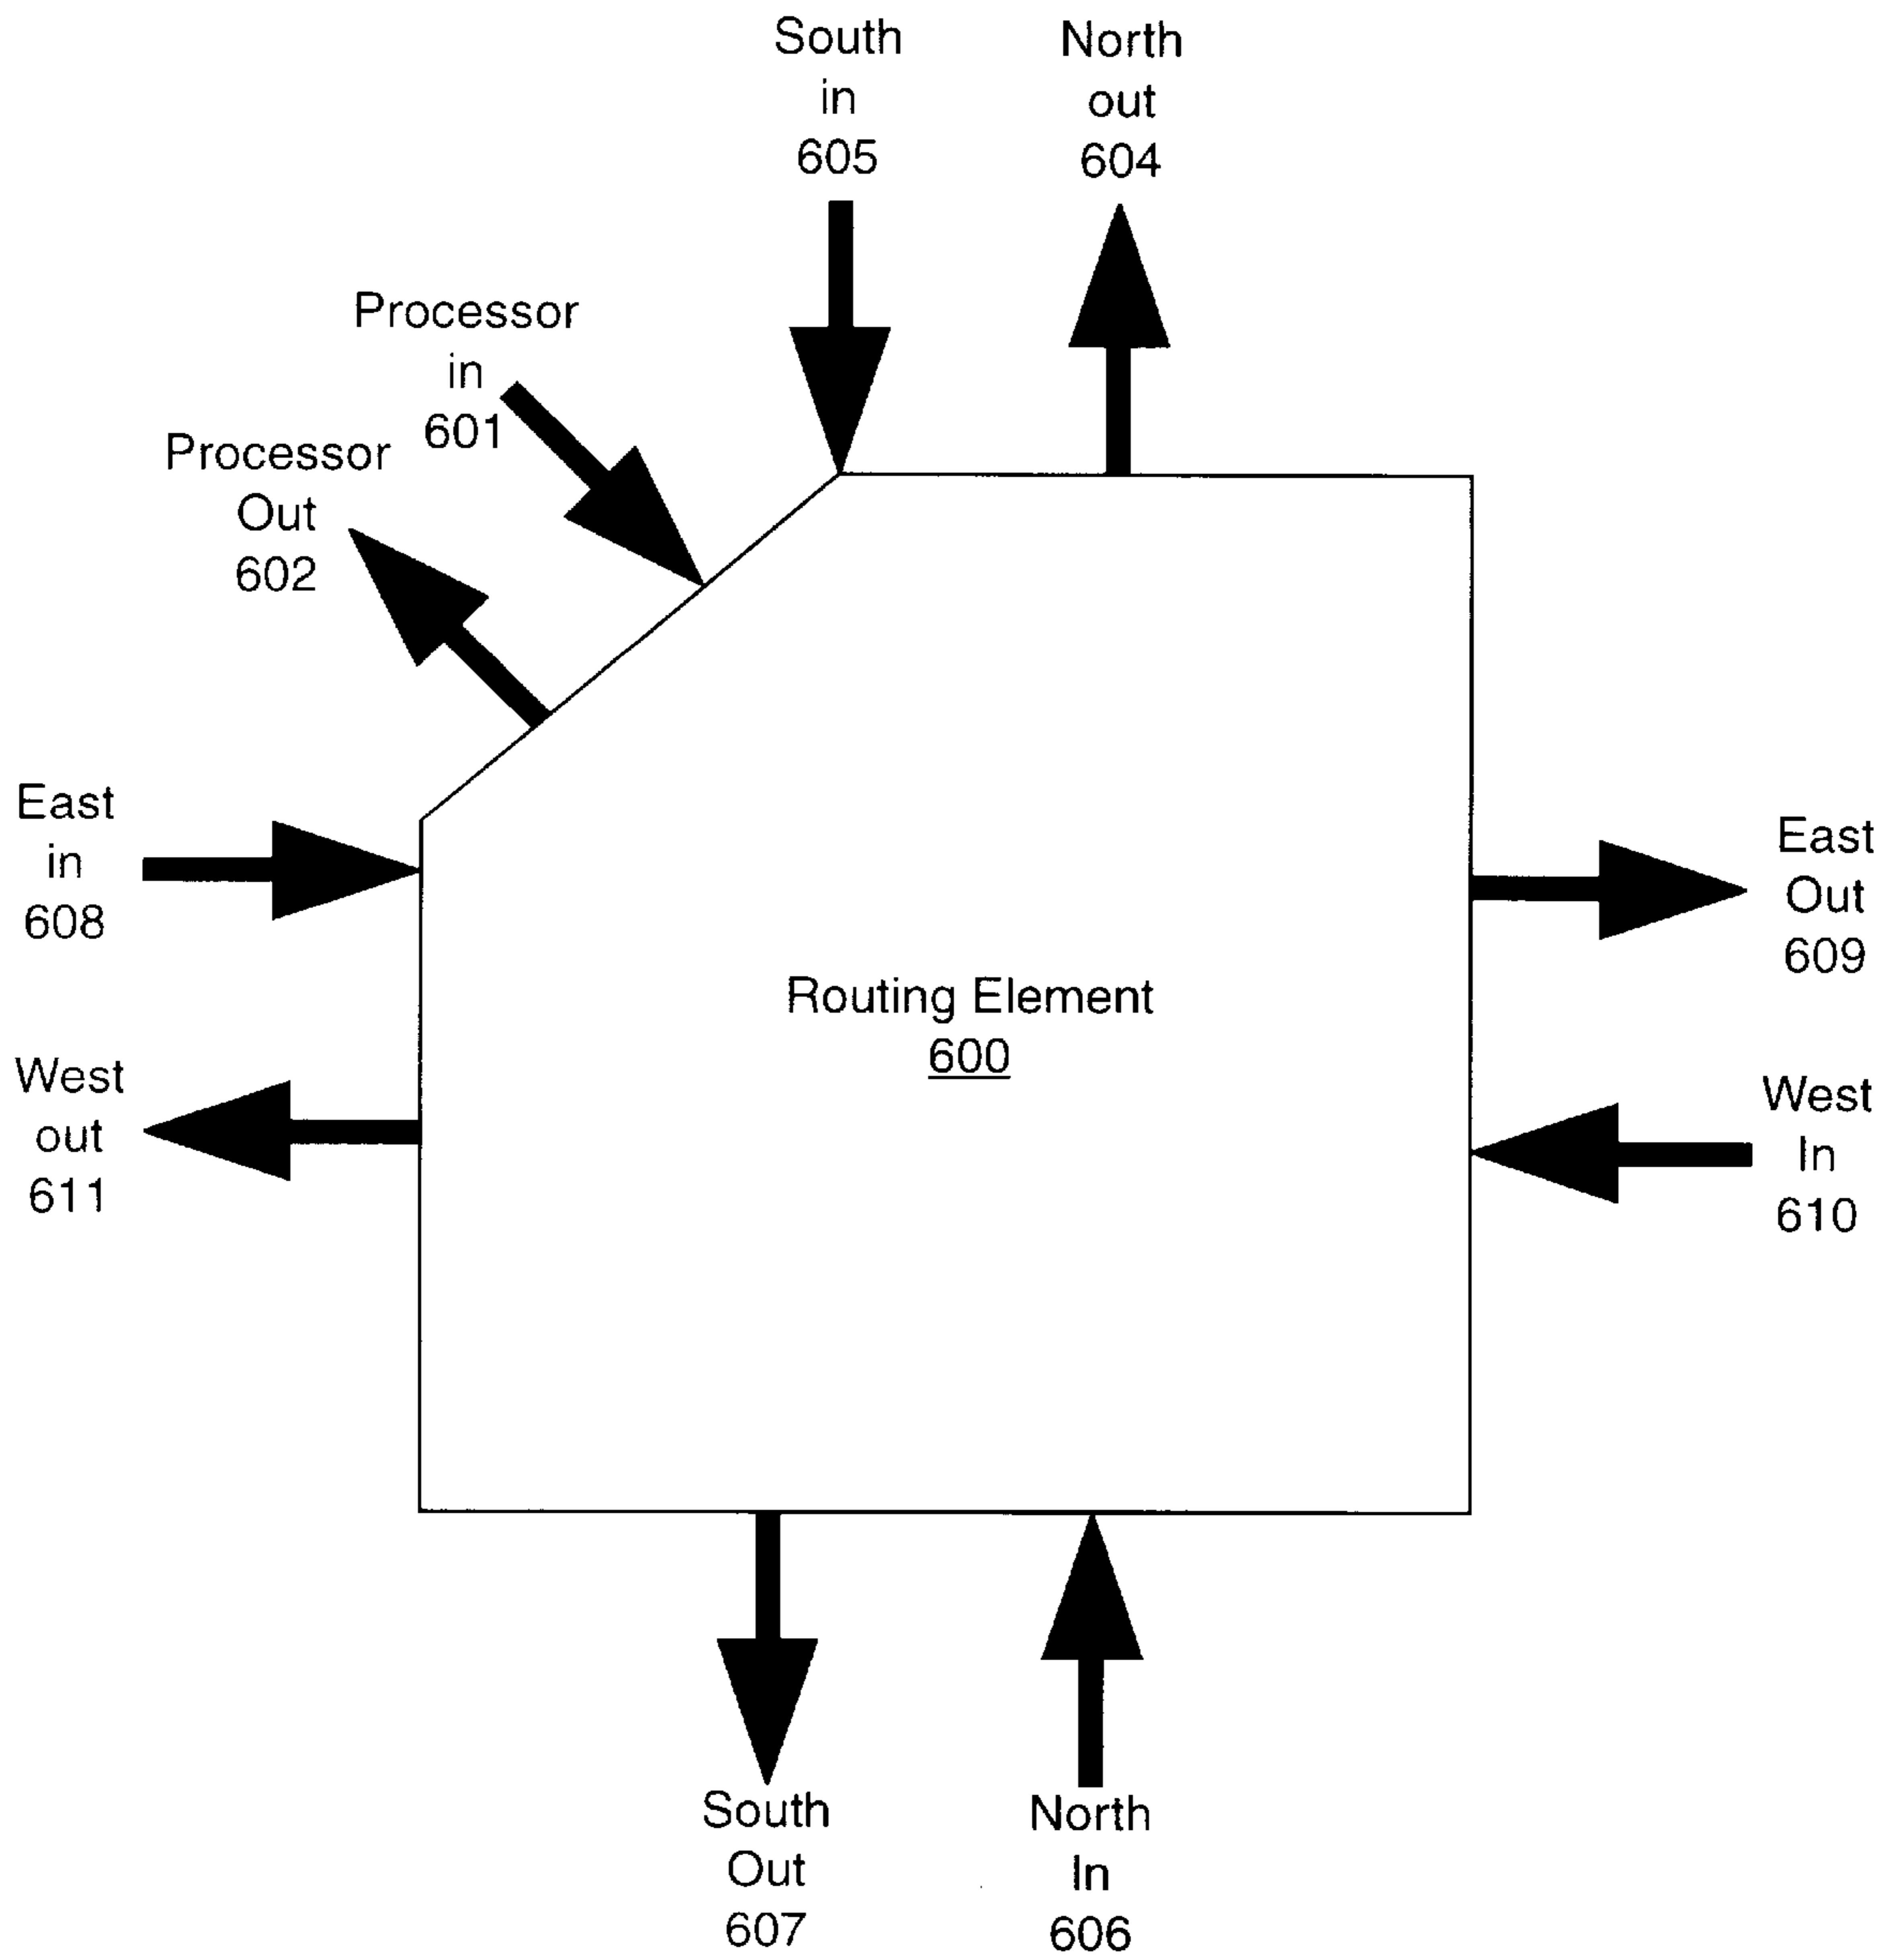 South
in
605
North
out
604
Processor
in
601
Processor
Out
602
East
in
608
East
Out
609
Routing Element
600
West
out
611
West
In
610
South
Out
607
North
In
606